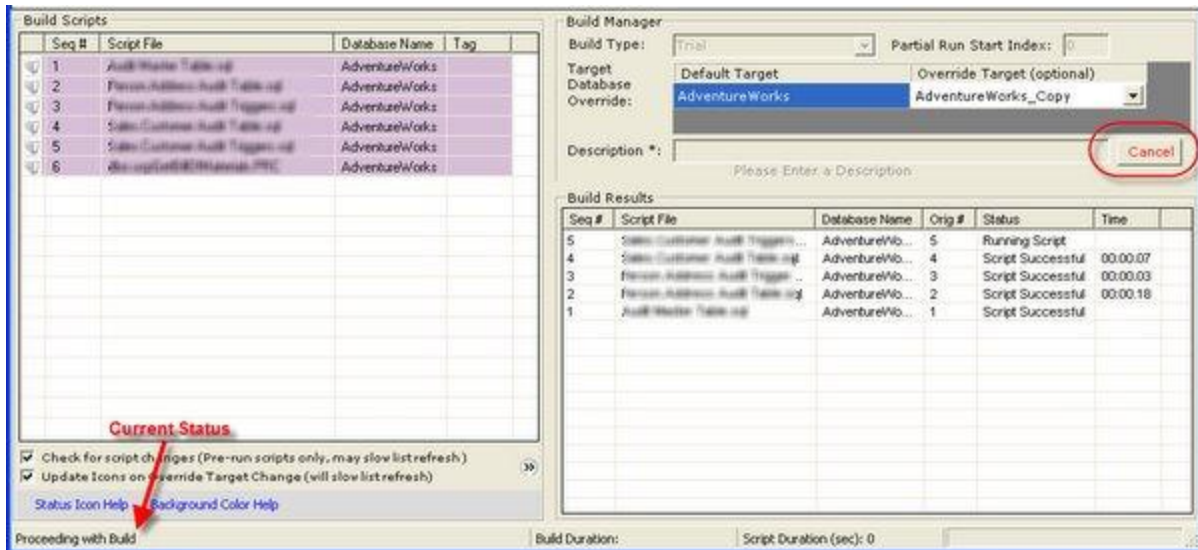 Build Scripts
Seq # Script File Database Name Tag
1 AdventureWorks
2 AdventureWorks
3 AdventureWorks
4 AdventureWorks
5 AdventureWorks
6 AdventureWorks
Current Status
Check for script changes (Pre-run scripts only, may slow list refresh)
Update Icons on Override Target Change (will slow list refresh)
Status Icon Help Background Color Help
Proceeding with Build
Build Manager
Build Type: Trial Partial Run Start Index: 0
Target Database Override:
Default Target Override Target (optional)
AdventureWorks AdventureWorks_Copy
Description *: Cancel
Please Enter a Description
Build Results
Seq # Script File Database Name Orig # Status Time
5 AdventureWo... 5 Running Script
4 AdventureWo... 4 Script Successful 00:00.07
3 AdventureWo... 3 Script Successful 00:00.03
2 AdventureWo... 2 Script Successful 00:00.18
1 AdventureWo... 1 Script Successful
Build Duration: Script Duration (sec): 0